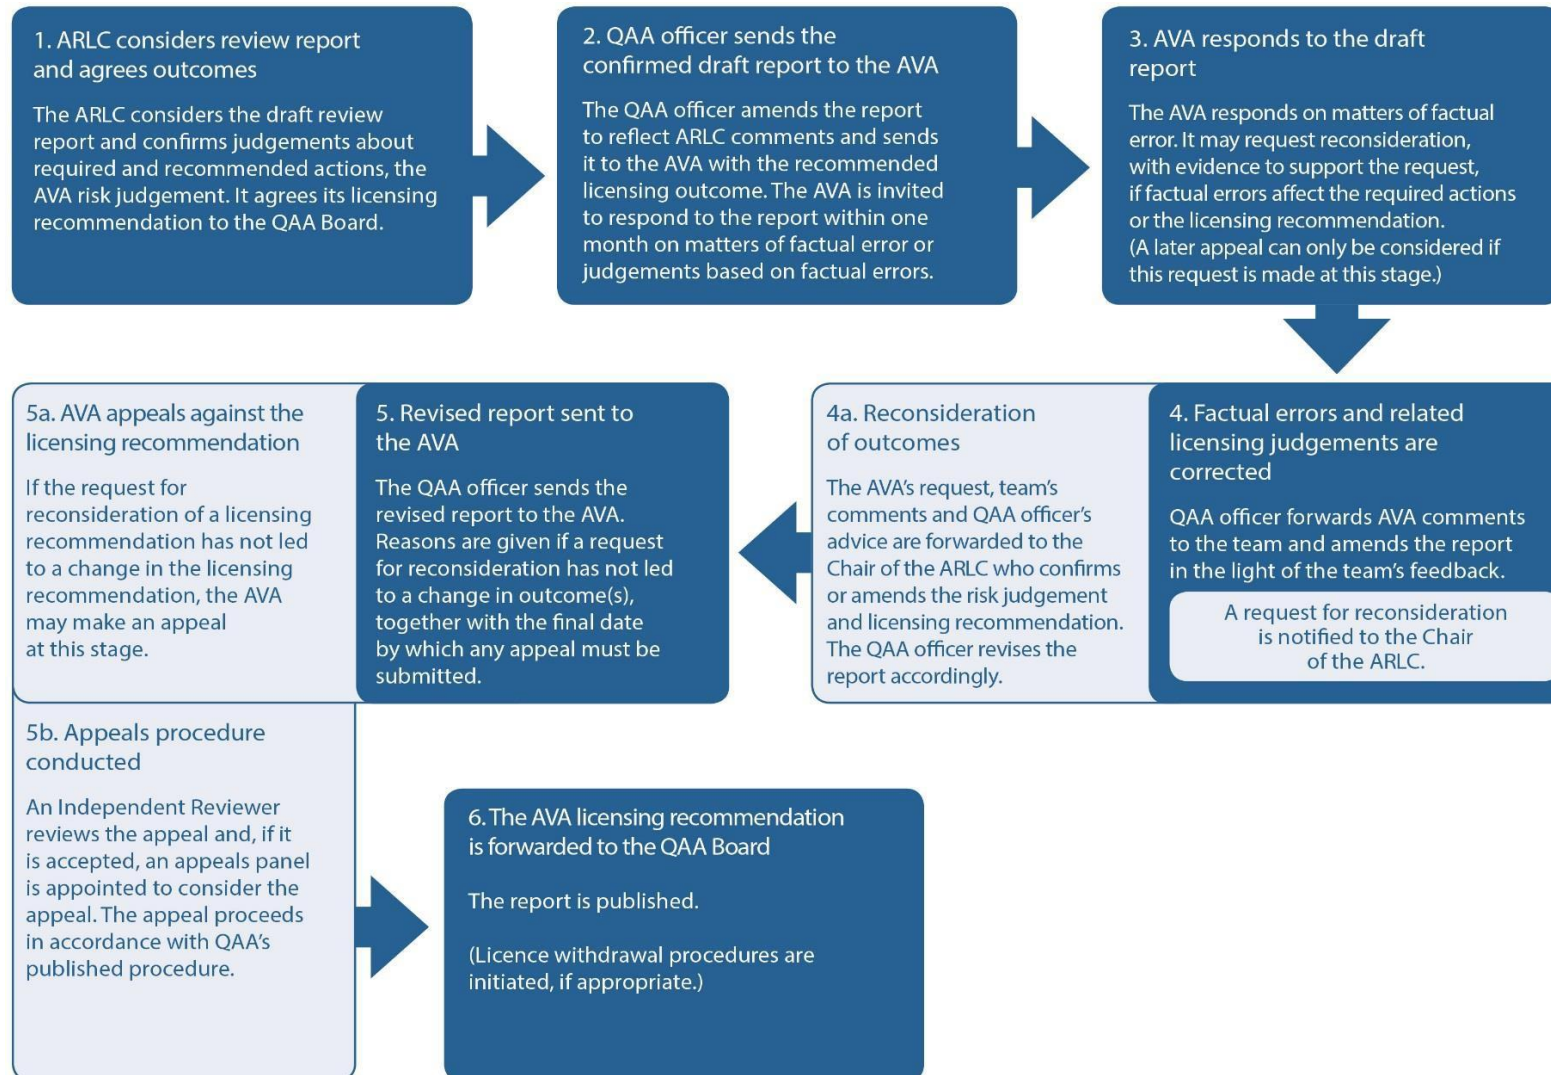 1. ARLC considers review report
and agrees outcomes
The ARLC considers the draft review
report and confirms judgements about
required and recommended actions, the
AVA risk judgement. It agrees its licensing
recommendation to the QAA Board.
2. QAA officer sends the
confirmed draft report to the AVA
The QAA officer amends the report
to reflect ARLC comments and sends
it to the AVA with the recommended
licensing outcome. The AVA is invited
to respond to the report within one
month on matters of factual error or
judgements based on factual errors.
3. AVA responds to the draft
report
The AVA responds on matters of factual
error. It may request reconsideration,
with evidence to support the request,
if factual errors affect the required actions
or the licensing recommendation.
(A later appeal can only be considered if
this request is made at this stage.)
4. Factual errors and related
licensing judgements are
corrected
QAA officer forwards AVA comments
to the team and amends the report
in the light of the team's feedback.
A request for reconsideration
is notified to the Chair
of the ARLC.
4a. Reconsideration
of outcomes
The AVA's request, team's
comments and QAA officer's
advice are forwarded to the
Chair of the ARLC who confirms
or amends the risk judgement
and licensing recommendation.
The QAA officer revises the
report accordingly.
5. Revised report sent to
the AVA
The QAA officer sends the
revised report to the AVA.
Reasons are given if a request
for reconsideration has not led
to a change in outcome(s),
together with the final date
by which any appeal must be
submitted.
5a. AVA appeals against the
licensing recommendation
If the request for
reconsideration of a licensing
recommendation has not led
to a change in the licensing
recommendation, the AVA
may make an appeal
at this stage.
5b. Appeals procedure
conducted
An Independent Reviewer
reviews the appeal and, if it
is accepted, an appeals panel
is appointed to consider the
appeal. The appeal proceeds
in accordance with QAA's
published procedure.
6. The AVA licensing recommendation
is forwarded to the QAA Board
The report is published.
(Licence withdrawal procedures are
initiated, if appropriate.)